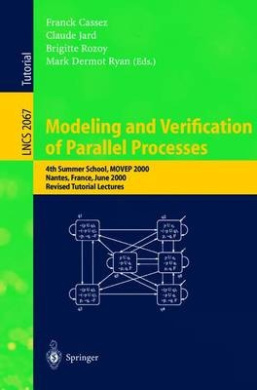 Franck Cassez
Claude Jard
Brigitte Rozoy
Mark Dermot Ryan (Eds.)
LNCS 2067
Tutorial
Modeling and Verification
of Parallel Processes
4th Summer School, MOVEP 2000
Nantes, France, June 2000
Revised Tutorial Lectures
Springer